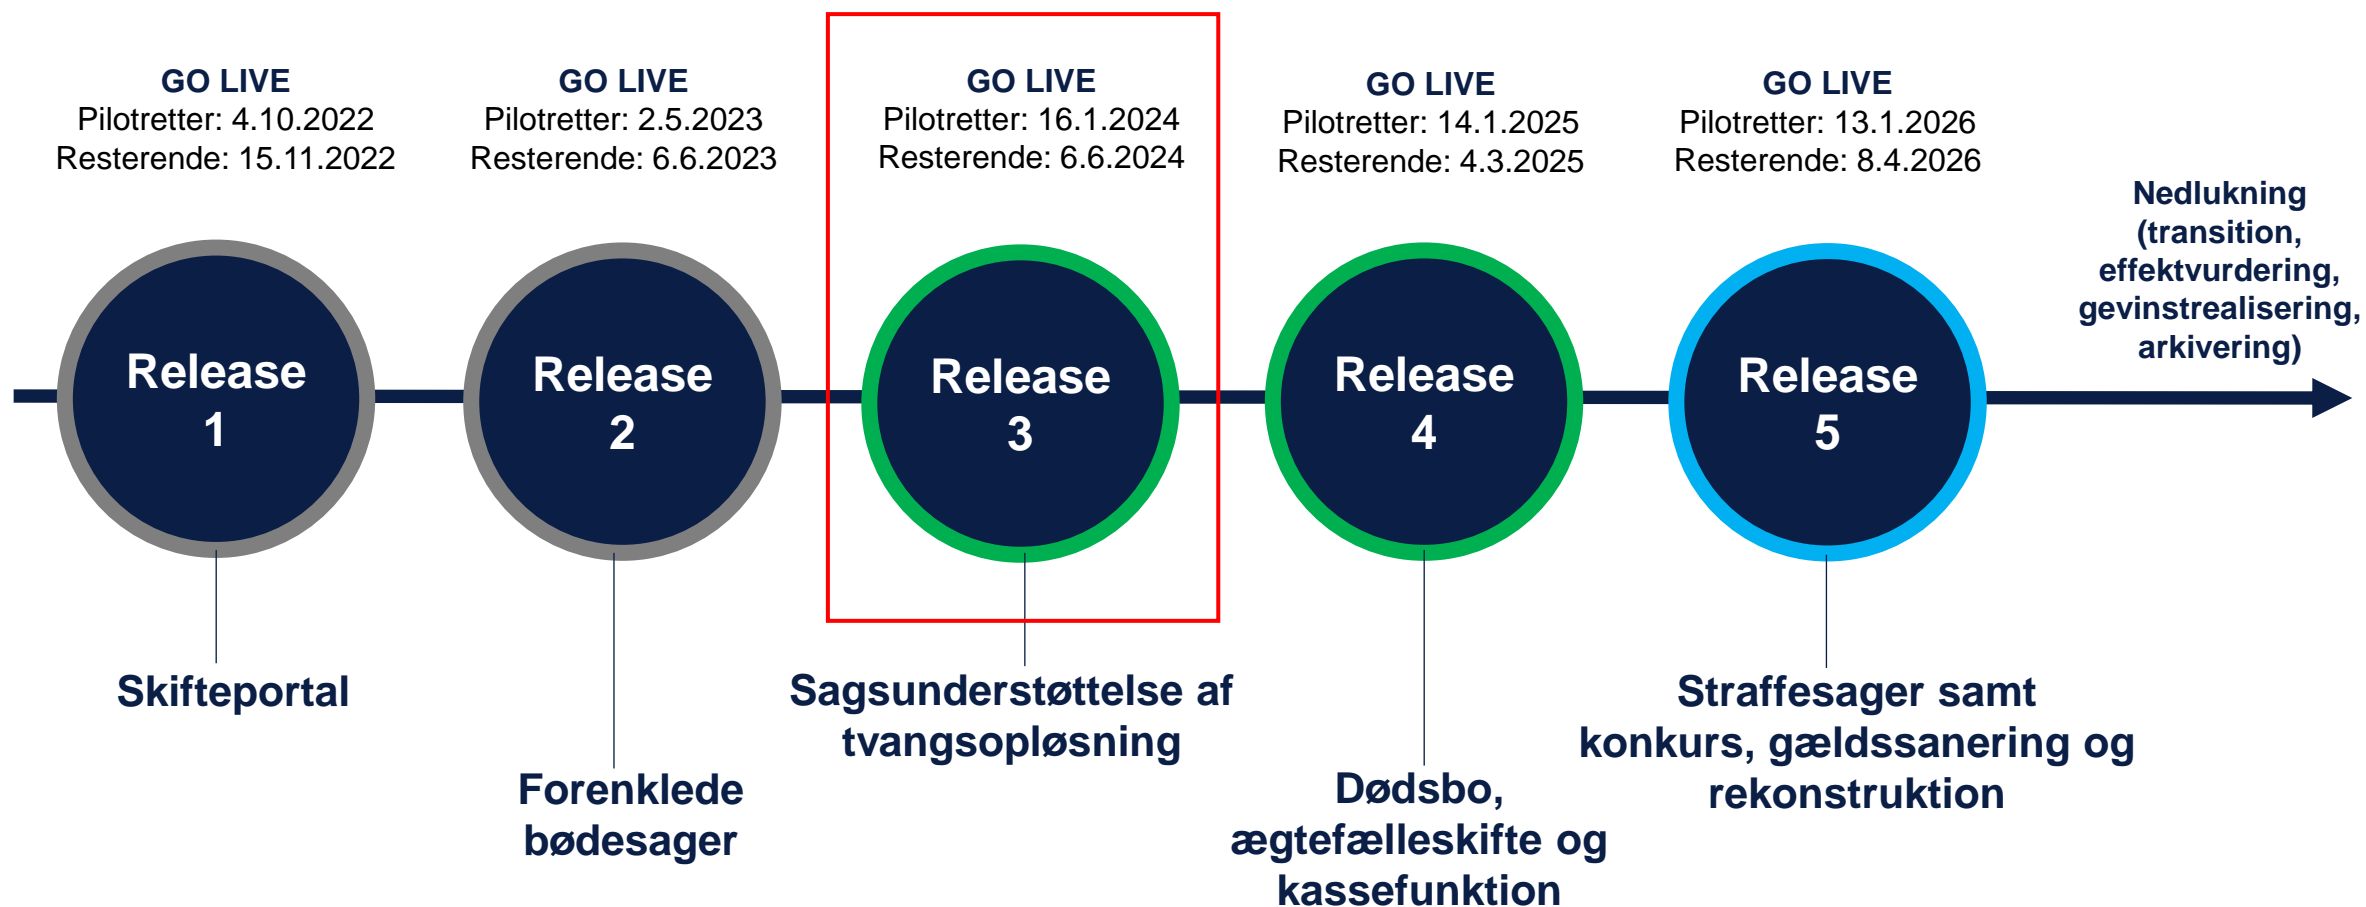 GO LIVE
Pilotretter: 4.10.2022
Resterende: 15.11.2022
GO LIVE
Pilotretter: 2.5.2023
Resterende: 6.6.2023
GO LIVE
Pilotretter: 16.1.2024
Resterende: 6.6.2024
GO LIVE
Pilotretter: 14.1.2025
Resterende: 4.3.2025
GO LIVE
Pilotretter: 13.1.2026
Resterende: 8.4.2026
Nedlukning
(transition,
effektvurdering,
gevinstrealisering,
arkivering)
Release
1
Release
2
Release
3
Release
4
Release
5
Skifteportal
Forenklede
bødesager
Sagsunderstøttelse af
tvangsopløsning
Dødsbo,
ægtefælleskifte og
kassefunktion
Straffesager samt
konkurs, gældssanering og
rekonstruktion